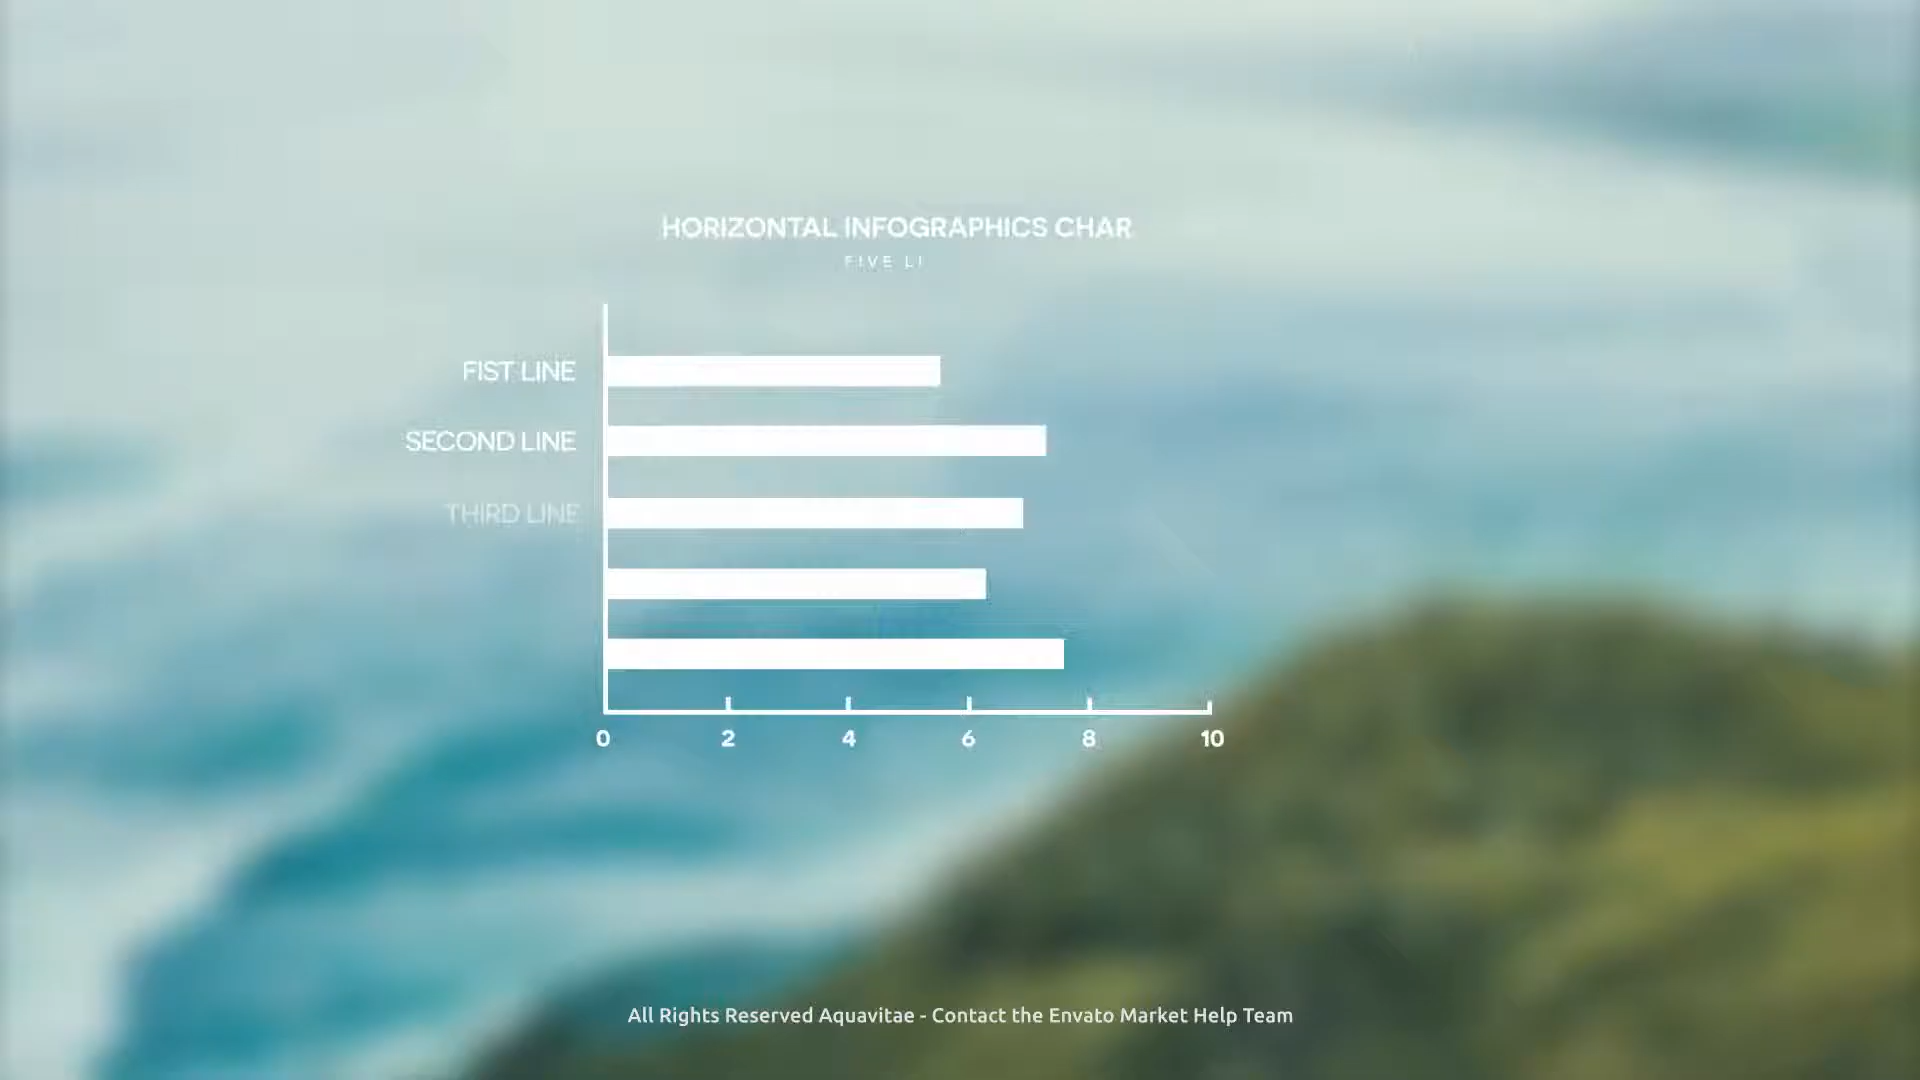 HORIZONTAL INFOGRAPHICS CHAR
FIVE LI
FIST LINE
SECOND LINE
THIRD LINE
0 2 4 6 8 10
All Rights Reserved Aquavitae - Contact the Envato Market Help Team